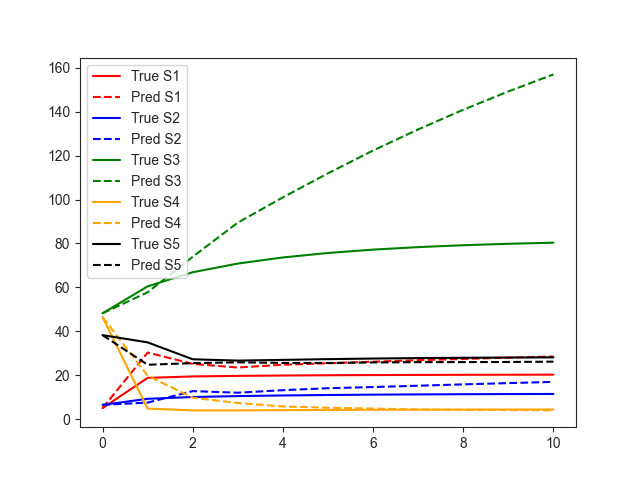 160
140
120
100
80
60
40
20
0
True S1
Pred S1
True S2
Pred S2
True S3
Pred S3
True S4
Pred S4
True S5
Pred S5
0 2 4 6 8 10